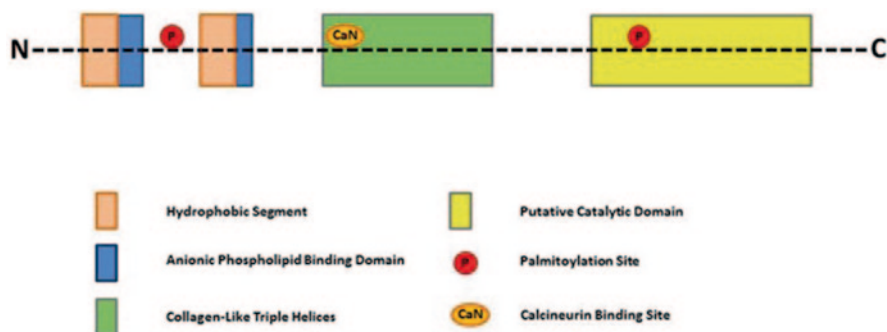 P
P
CaN
N
C
Hydrophobic Segment
Putative Catalytic Domain
Anionic Phospholipid Binding Domain
P
Palmitoylation Site
Collagen-Like Triple Helices
CaN
Calcineurin Binding Site